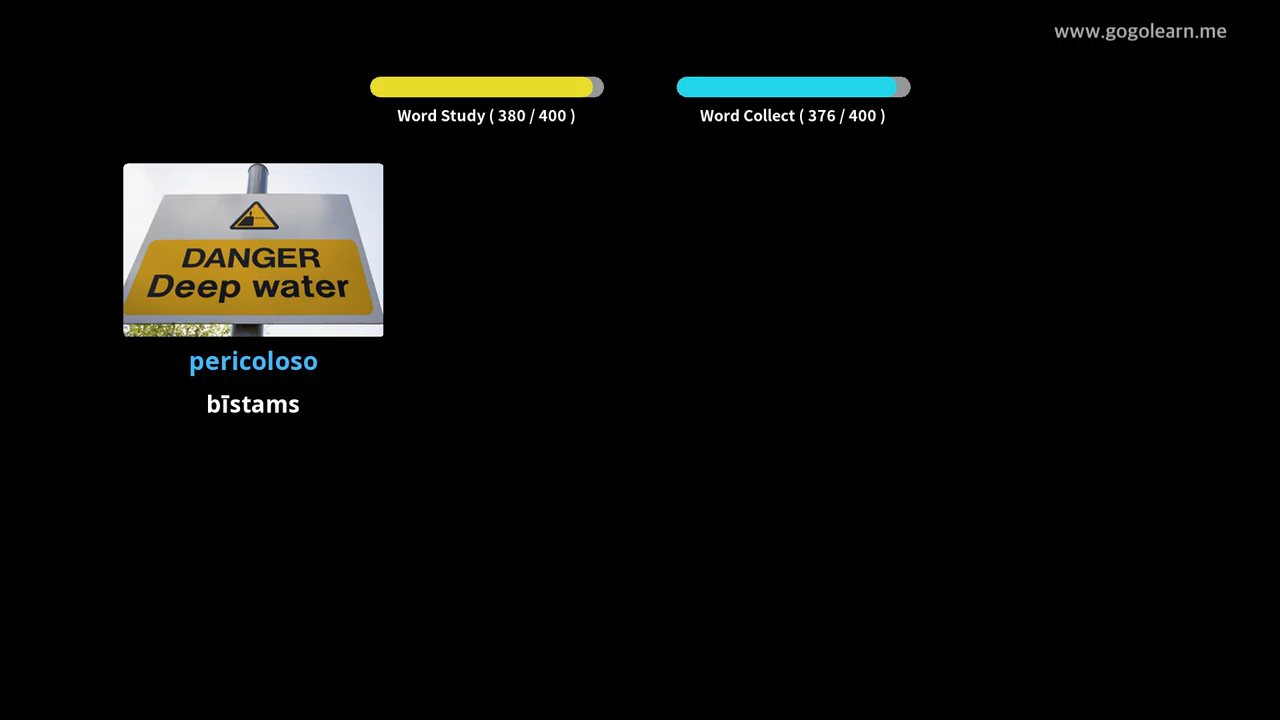 www.gogolearn.me
Word Study ( 380 / 400 )
Word Collect ( 376 / 400 )
DANGER
Deep water
pericoloso
bīstams